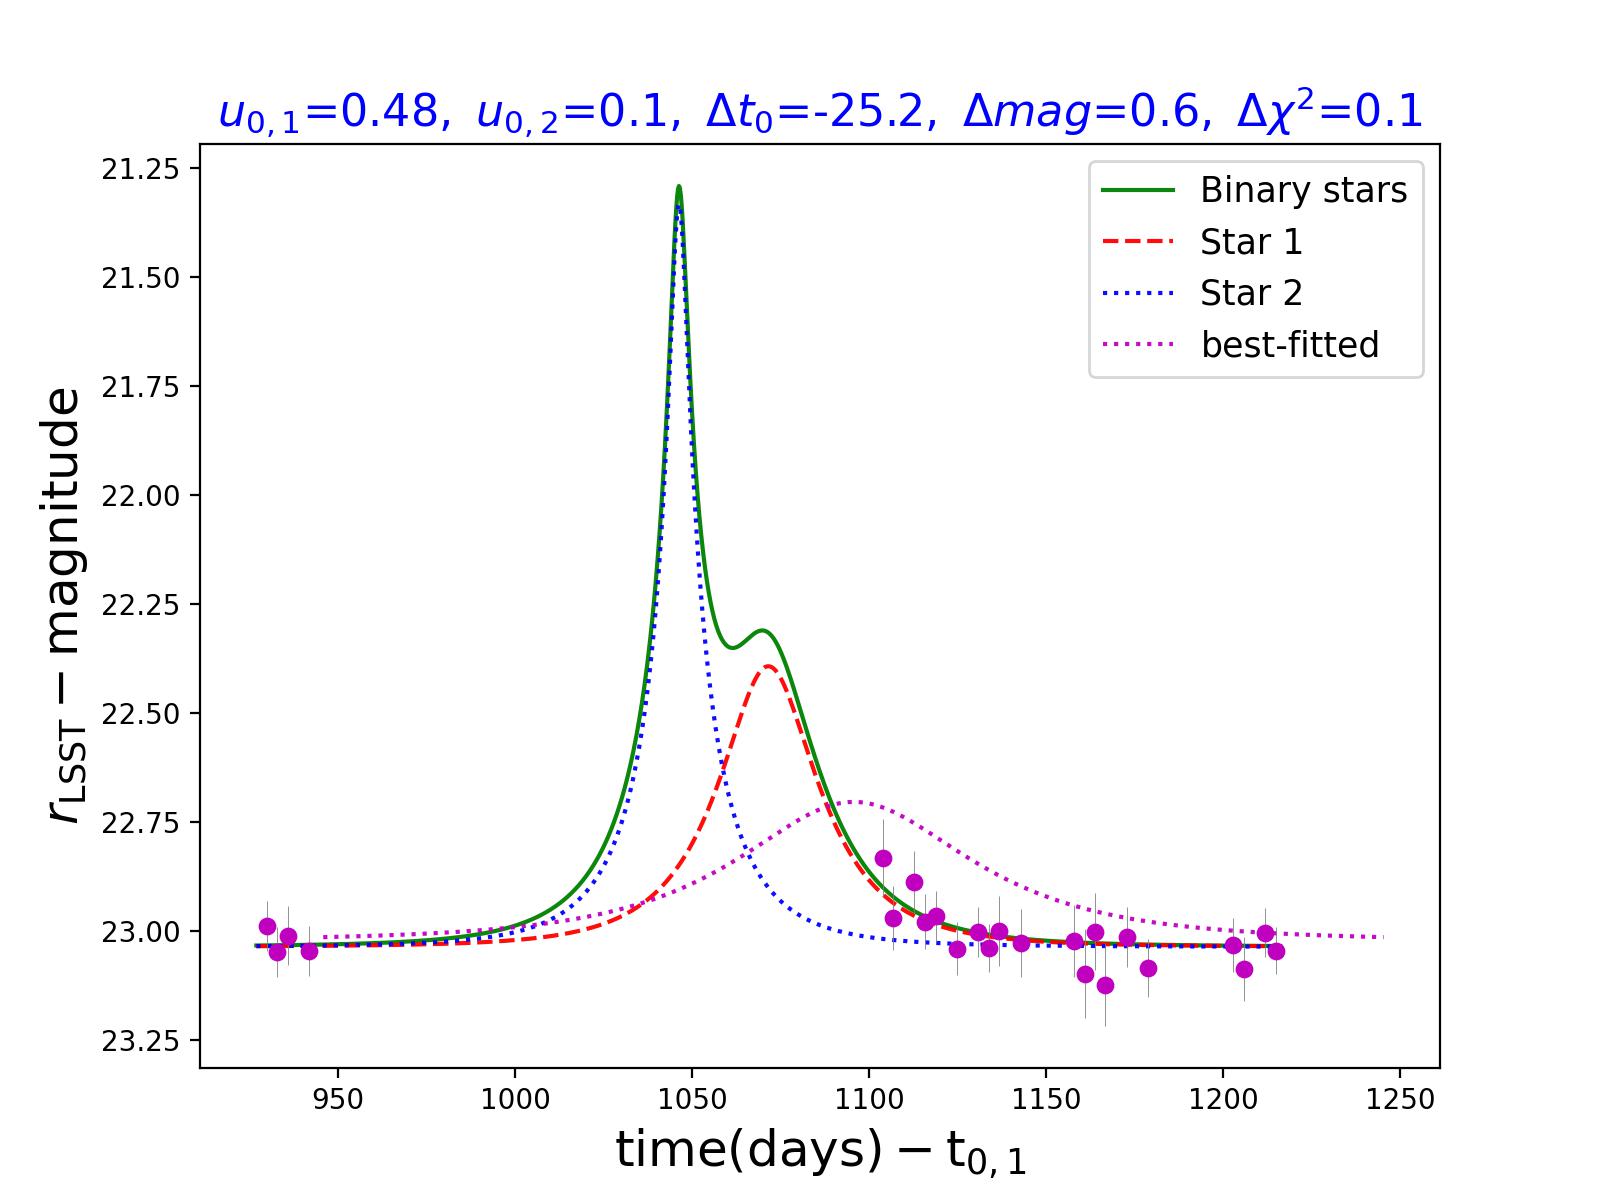 u0,1=0.48, u0,2=0.1, Δt0=-25.2, Δmag=0.6, Δχ²=0.1
21.25
21.50
21.75
22.00
22.25
22.50
22.75
23.00
23.25
rLSST − magnitude
Binary stars
Star 1
Star 2
best-fitted
950
1000
1050
1100
1150
1200
1250
time(days) − t0,1